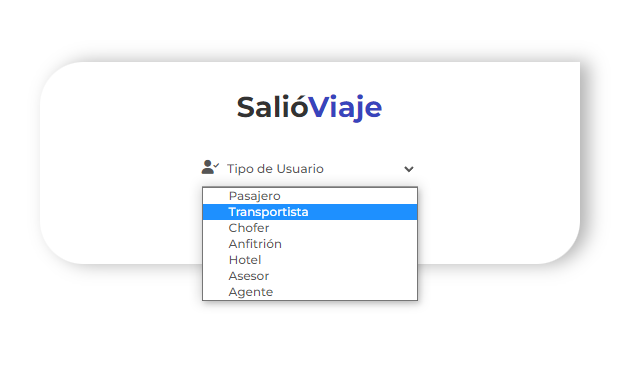 SalióViaje
Tipo de Usuario
Pasajero
Transportista
Chofer
Anfitrión
Hotel
Asesor
Agente